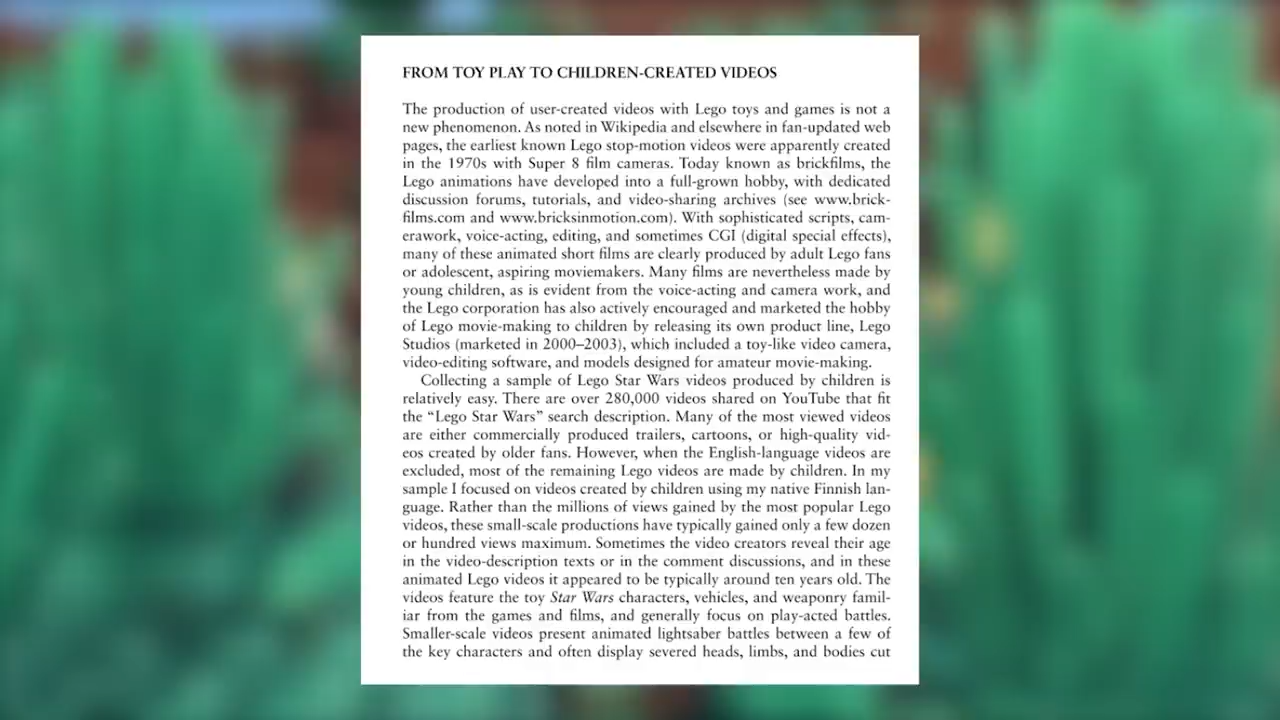 FROM TOY PLAY TO CHILDREN-CREATED VIDEOS
The production of user-created videos with Lego toys and games is not a
new phenomenon. As noted in Wikipedia and elsewhere in fan-updated web
pages, the earliest known Lego stop-motion videos were apparently created
in the 1970s with Super 8 film cameras. Today known as brickfilms, the
Lego animations have developed into a full-grown hobby, with dedicated
discussion forums, tutorials, and video-sharing archives (see www.brick-
films.com and www.bricksinmotion.com). With sophisticated scripts, cam-
erawork, voice-acting, editing, and sometimes CGI (digital special effects),
many of these animated short films are clearly produced by adult Lego fans
or adolescent, aspiring moviemakers. Many films are nevertheless made by
young children, as is evident from the voice-acting and camera work, and
the Lego corporation has also actively encouraged and marketed the hobby
of Lego movie-making to children by releasing its own product line, Lego
Studios (marketed in 2000–2003), which included a toy-like video camera,
video-editing software, and models designed for amateur movie-making.
Collecting a sample of Lego Star Wars videos produced by children is
relatively easy. There are over 280,000 videos shared on YouTube that fit
the “Lego Star Wars” search description. Many of the most viewed videos
are either commercially produced trailers, cartoons, or high-quality vid-
eos created by older fans. However, when the English-language videos are
excluded, most of the remaining Lego videos are made by children. In my
sample I focused on videos created by children using my native Finnish lan-
guage. Rather than the millions of views gained by the most popular Lego
videos, these small-scale productions have typically gained only a few dozen
or hundred views maximum. Sometimes the video creators reveal their age
in the video-description texts or in the comment discussions, and in these
animated Lego videos it appeared to be typically around ten years old. The
videos feature the toy Star Wars characters, vehicles, and weaponry famil-
iar from the games and films, and generally focus on play-acted battles.
Smaller-scale videos present animated lightsaber battles between a few of
the key characters and often display severed heads, limbs, and bodies cut